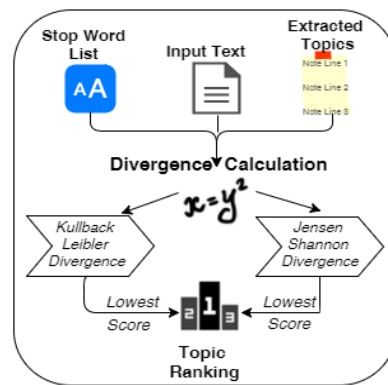 Stop Word
List
AA
Input Text
Extracted
Topics
Note Line 1
Note Line 2
Note Line 3
Divergence Calculation
x=y²
Kullback
Leibler
Divergence
Jensen
Shannon
Divergence
Lowest
Score
2 1 3
Lowest
Score
Topic
Ranking